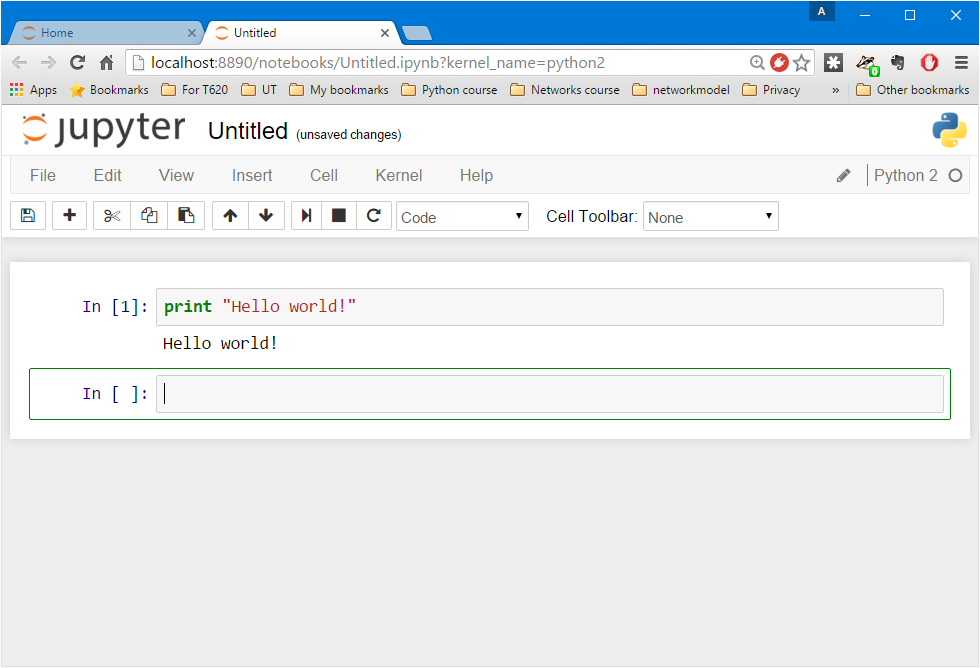 A
Home
Untitled
localhost:8890/notebooks/Untitled.ipynb?kernel_name=python2
Apps Bookmarks For T620 UT My bookmarks Python course Networks course networkmodel Privacy » Other bookmarks
jupyter Untitled (unsaved changes)
File Edit View Insert Cell Kernel Help Python 2
Code Cell Toolbar: None
In [1]: print "Hello world!"
Hello world!
In [ ]: